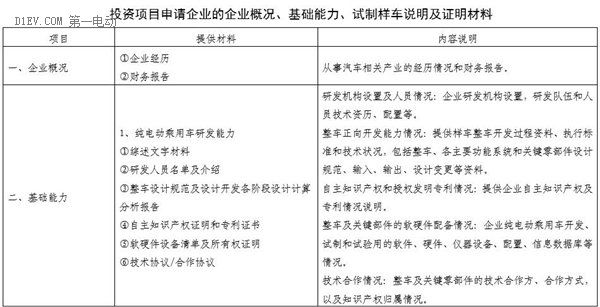 投资项目申请企业的企业概况、基础能力、试制样车说明及证明材料
D1EV.COM 第一电动
项目
提供材料
内容说明
一、企业概况
①企业经历
②财务报告
从事汽车相关产业的经历情况和财务报告。
二、基础能力
1、纯电动乘用车研发能力
①综述文字材料
②研发人员名单及介绍
③整车设计规范及设计开发各阶段设计计算
分析报告
④自主知识产权证明和专利证书
⑤软硬件设备清单及所有权证明
⑥技术协议/合作协议
研发机构设置及人员情况：企业研发机构设置，研发队伍和人
员技术资历、配置等。
整车正向开发能力情况：提供样车整车开发过程资料、执行标
准和技术状况，包括整车、各主要功能系统和关键零部件设计
规范、输入、输出、设计变更等资料。
自主知识产权和授权发明专利情况：提供企业自主知识产权及
专利情况说明。
整车及关键部件的软硬件配备情况：企业纯电动乘用车开发、
试制和试验用的软件、硬件、仪器设备、配置、信息数据库等
情况。
技术合作情况：整车及关键零部件的技术合作方、合作方式，
以及知识产权归属情况。